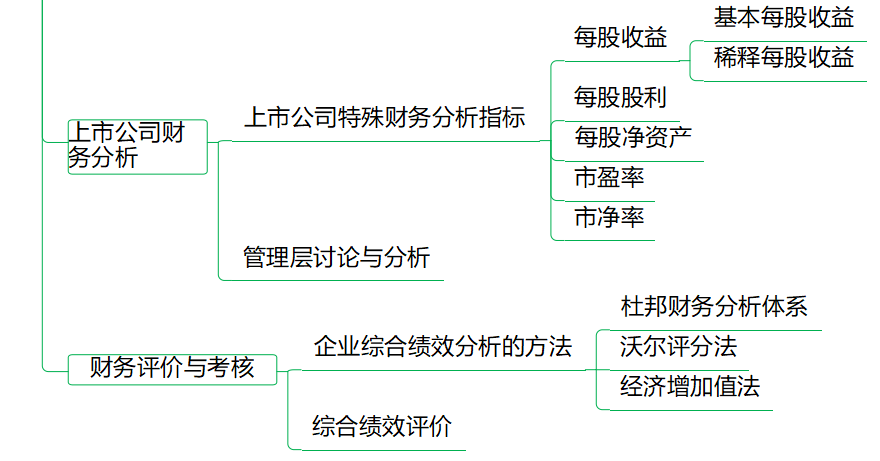 基本每股收益
每股收益
稀释每股收益
每股股利
上市公司特殊财务分析指标
上市公司财
务分析
每股净资产
市盈率
市净率
管理层讨论与分析
杜邦财务分析体系
企业综合绩效分析的方法
沃尔评分法
财务评价与考核
经济增加值法
综合绩效评价